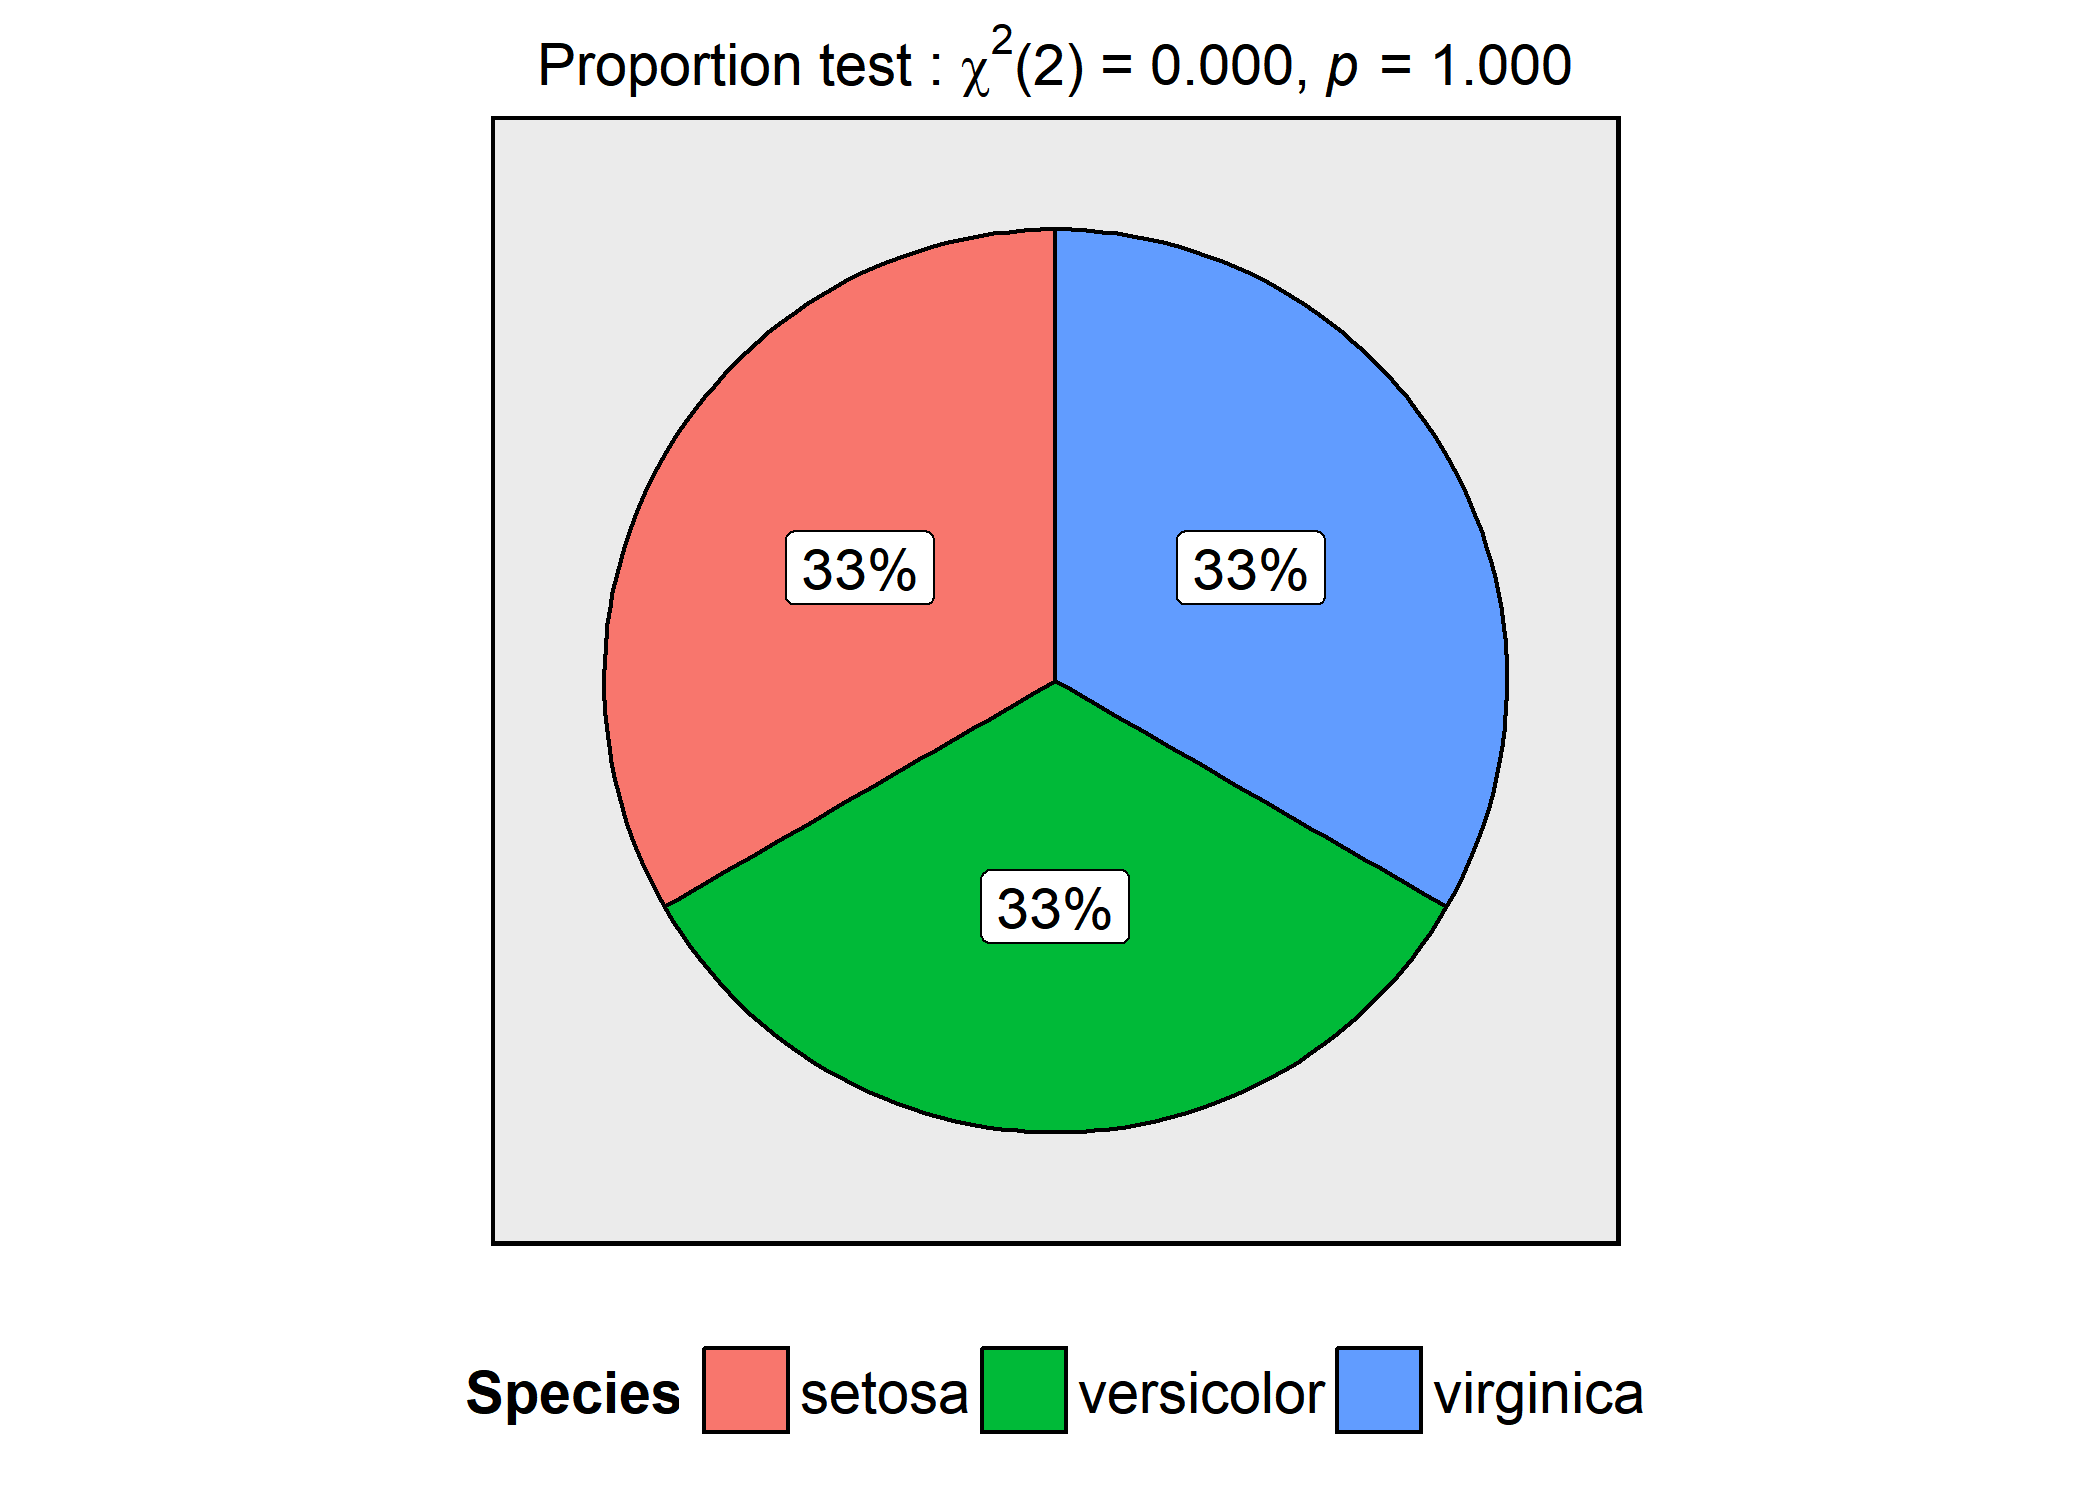 Proportion test : χ²(2) = 0.000, p = 1.000
33%
33%
33%
Species setosa versicolor virginica